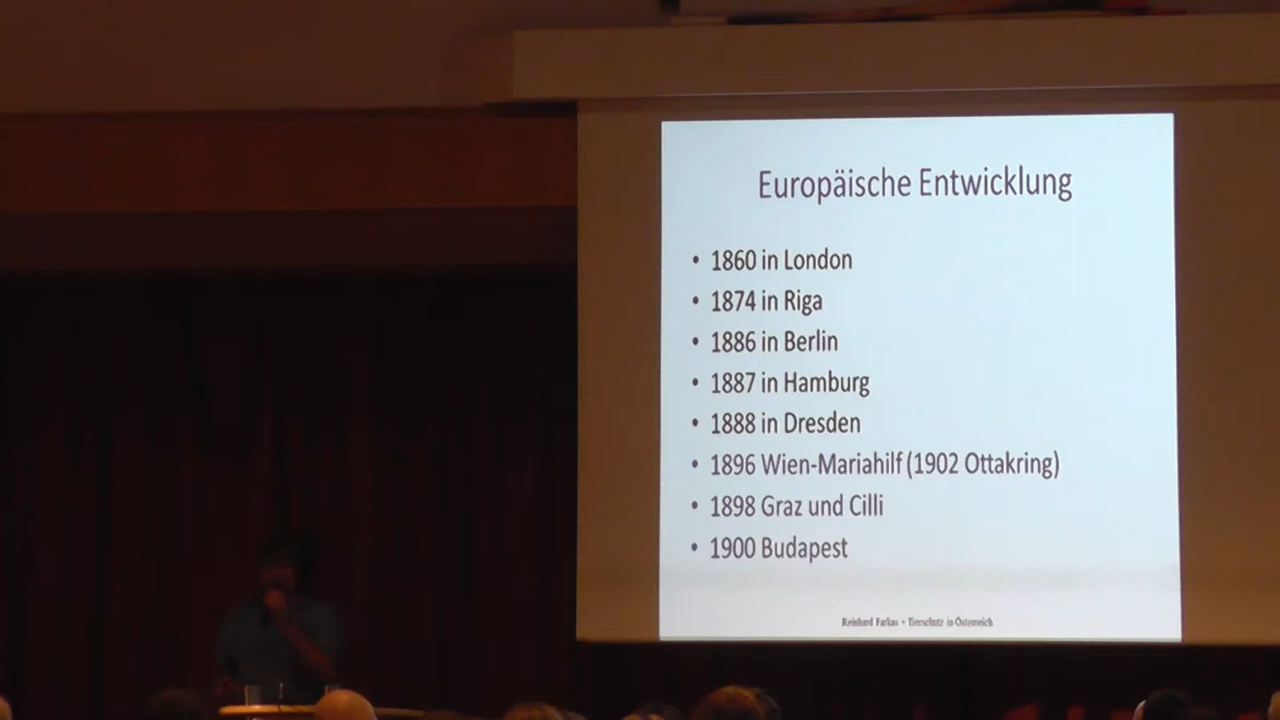 Europäische Entwicklung
• 1860 in London
• 1874 in Riga
• 1886 in Berlin
• 1887 in Hamburg
• 1888 in Dresden
• 1896 Wien-Mariahilf (1902 Ottakring)
• 1898 Graz und Cilli
• 1900 Budapest
Reinhard Farkas - Tierschutz in Österreich